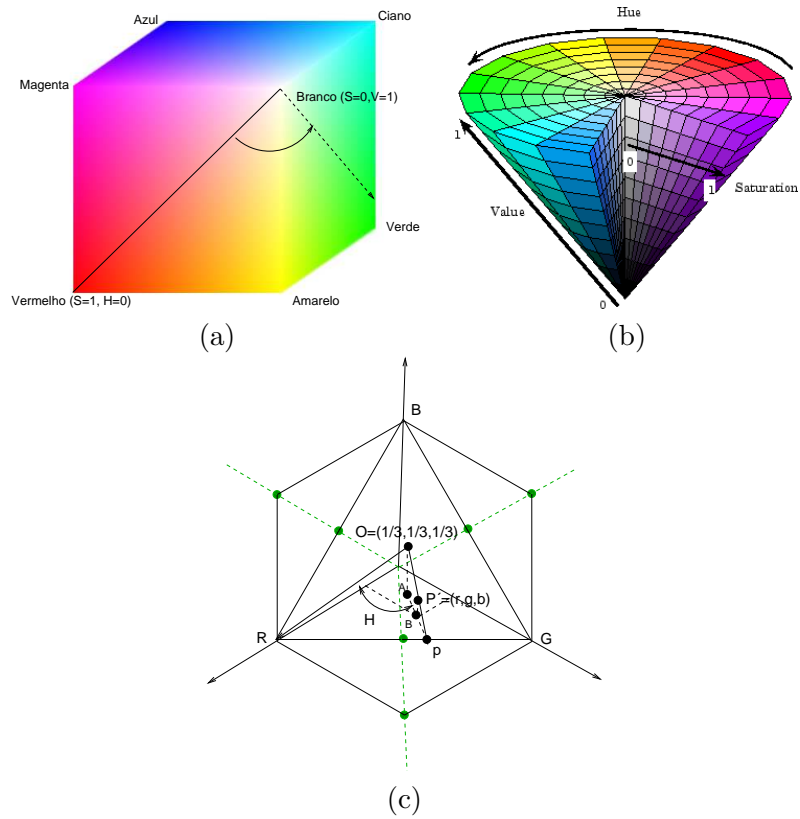 Azul
Ciano
Magenta
Branco (S=0,V=1)
Verde
Vermelho (S=1, H=0)
Amarelo
(a)
Hue
1
0
1
Saturation
Value
0
(b)
B
O=(1/3,1/3,1/3)
A
P´=(r,g,b)
H
B
R
G
p
(c)